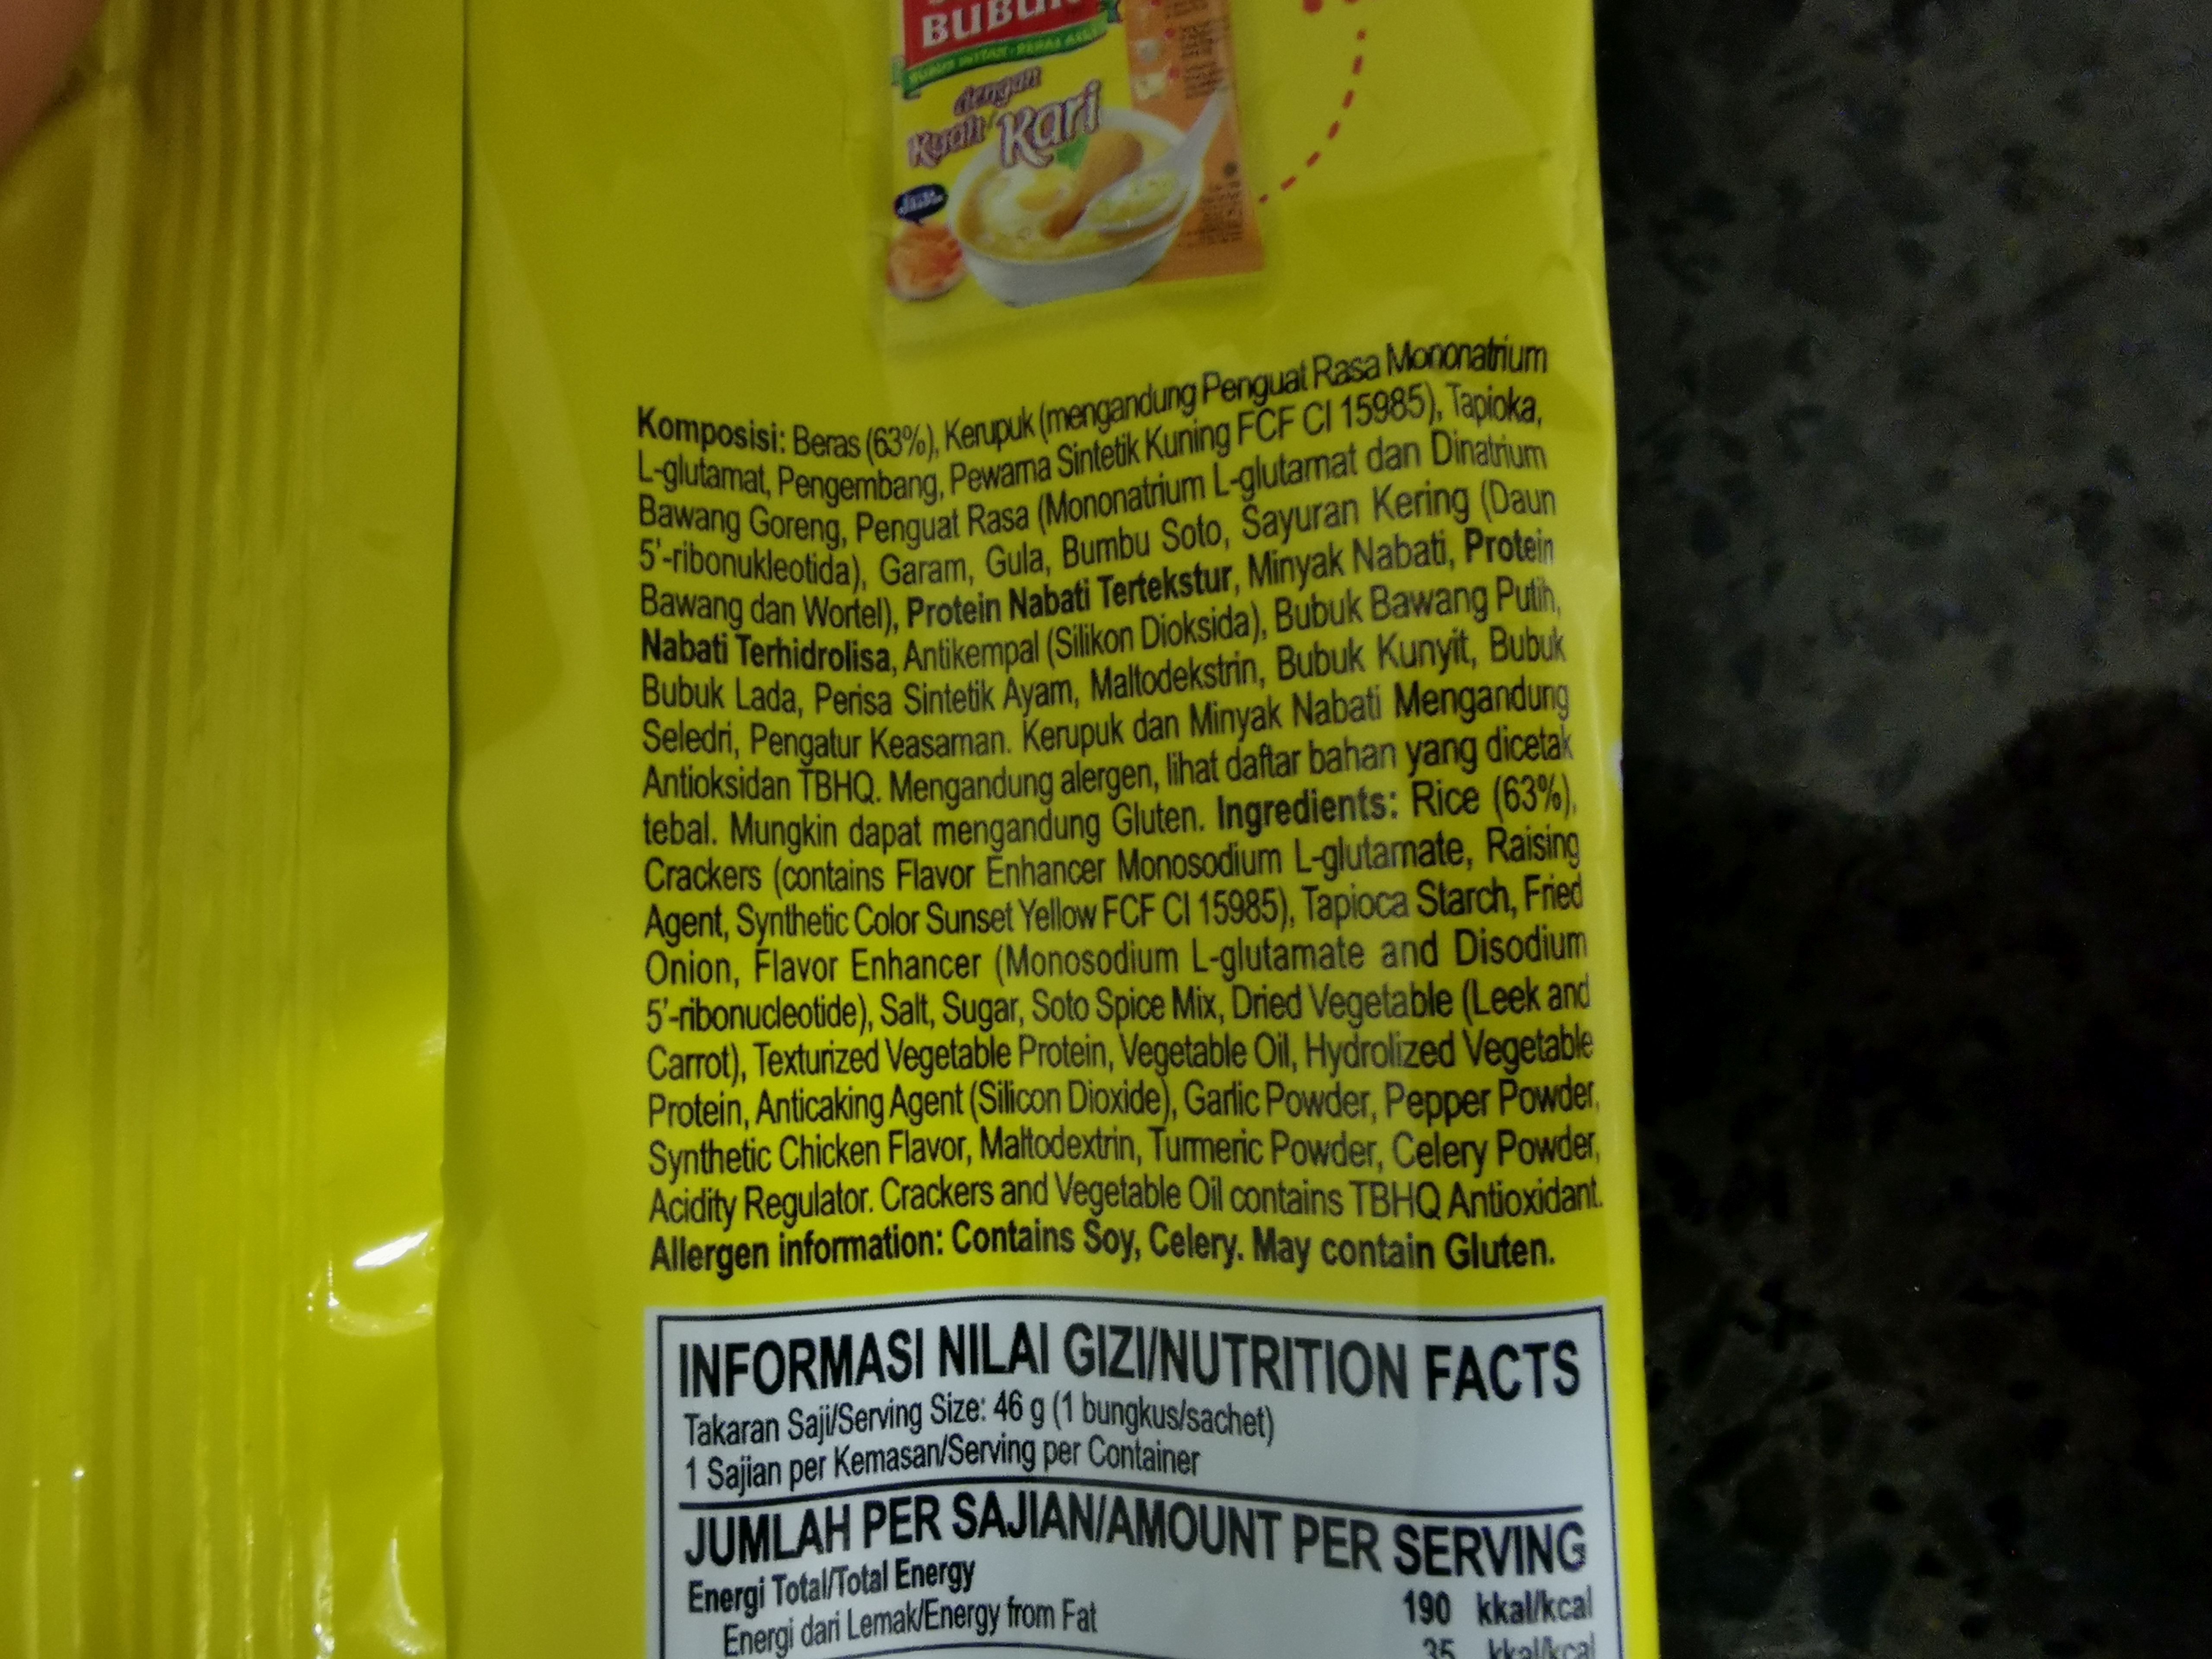 BUBUR
dengan
Kuah Kari
Komposisi: Beras (63%), Kerupuk (mengandung Penguat Rasa Mononatrium
L-glutamat, Pengembang, Pewarna Sintetik Kuning FCF CI 15985), Tapioka,
Bawang Goreng, Penguat Rasa (Mononatrium L-glutamat dan Dinatrium
5'-ribonukleotida), Garam, Gula, Bumbu Soto, Sayuran Kering (Daun
Bawang dan Wortel), Protein Nabati Tertekstur, Minyak Nabati, Protein
Nabati Terhidrolisa, Antikempal (Silikon Dioksida), Bubuk Bawang Putih,
Bubuk Lada, Perisa Sintetik Ayam, Maltodekstrin, Bubuk Kunyit, Bubuk
Seledri, Pengatur Keasaman. Kerupuk dan Minyak Nabati Mengandung
Antioksidan TBHQ. Mengandung alergen, lihat daftar bahan yang dicetak
tebal. Mungkin dapat mengandung Gluten. Ingredients: Rice (63%),
Crackers (contains Flavor Enhancer Monosodium L-glutamate, Raising
Agent, Synthetic Color Sunset Yellow FCF CI 15985), Tapioca Starch, Fried
Onion, Flavor Enhancer (Monosodium L-glutamate and Disodium
5'-ribonucleotide), Salt, Sugar, Soto Spice Mix, Dried Vegetable (Leek and
Carrot), Texturized Vegetable Protein, Vegetable Oil, Hydrolized Vegetable
Protein, Anticaking Agent (Silicon Dioxide), Garlic Powder, Pepper Powder,
Synthetic Chicken Flavor, Maltodextrin, Turmeric Powder, Celery Powder,
Acidity Regulator. Crackers and Vegetable Oil contains TBHQ Antioxidant.
Allergen information: Contains Soy, Celery. May contain Gluten.
INFORMASI NILAI GIZI/NUTRITION FACTS
Takaran Saji/Serving Size: 46 g (1 bungkus/sachet)
1 Sajian per Kemasan/Serving per Container
JUMLAH PER SAJIAN/AMOUNT PER SERVING
Energi Total/Total Energy 190 kkal/kcal
Energi dari Lemak/Energy from Fat 35 kkal/kcal